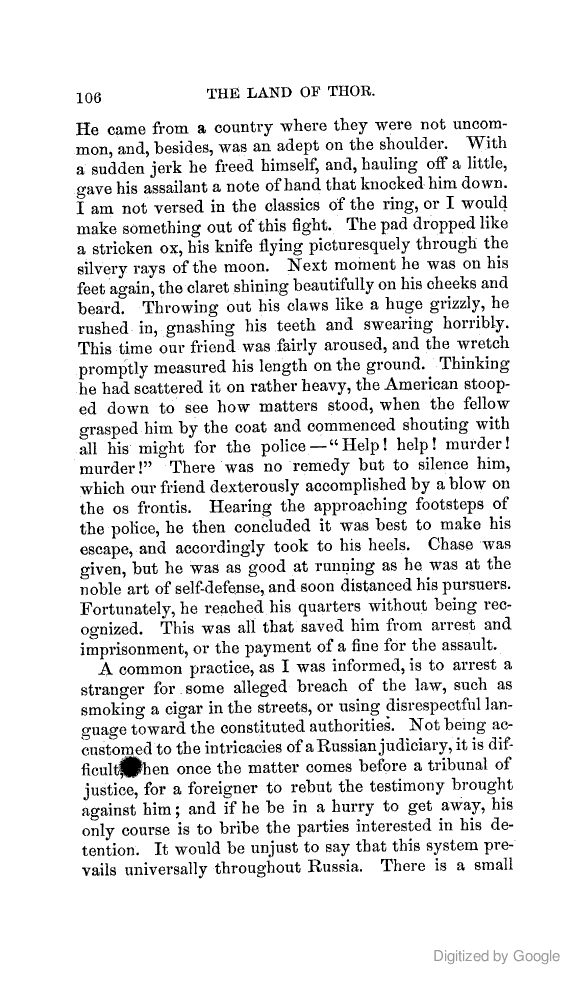 106
THE LAND OF THOR.
He came from a country where they were not uncom-
mon, and, besides, was an adept on the shoulder. With
a sudden jerk he freed himself, and, hauling off a little,
gave his assailant a note of hand that knocked him down.
I am not versed in the classics of the ring, or I would
make something out of this fight. The pad dropped like
a stricken ox, his knife flying picturesquely through the
silvery rays of the moon. Next moment he was on his
feet again, the claret shining beautifully on his cheeks and
beard. Throwing out his claws like a huge grizzly, he
rushed in, gnashing his teeth and swearing horribly.
This time our friend was fairly aroused, and the wretch
promptly measured his length on the ground. Thinking
he had scattered it on rather heavy, the American stoop-
ed down to see how matters stood, when the fellow
grasped him by the coat and commenced shouting with
all his might for the police—“Help! help! murder!
murder!” There was no remedy but to silence him,
which our friend dexterously accomplished by a blow on
the os frontis. Hearing the approaching footsteps of
the police, he then concluded it was best to make his
escape, and accordingly took to his heels. Chase was
given, but he was as good at running as he was at the
noble art of self-defense, and soon distanced his pursuers.
Fortunately, he reached his quarters without being rec-
ognized. This was all that saved him from arrest and
imprisonment, or the payment of a fine for the assault.
A common practice, as I was informed, is to arrest a
stranger for some alleged breach of the law, such as
smoking a cigar in the streets, or using disrespectful lan-
guage toward the constituted authorities. Not being ac-
customed to the intricacies of a Russian judiciary, it is dif-
ficult, hen once the matter comes before a tribunal of
justice, for a foreigner to rebut the testimony brought
against him; and if he be in a hurry to get away, his
only course is to bribe the parties interested in his de-
tention. It would be unjust to say that this system pre-
vails universally throughout Russia. There is a small
Digitized by Google